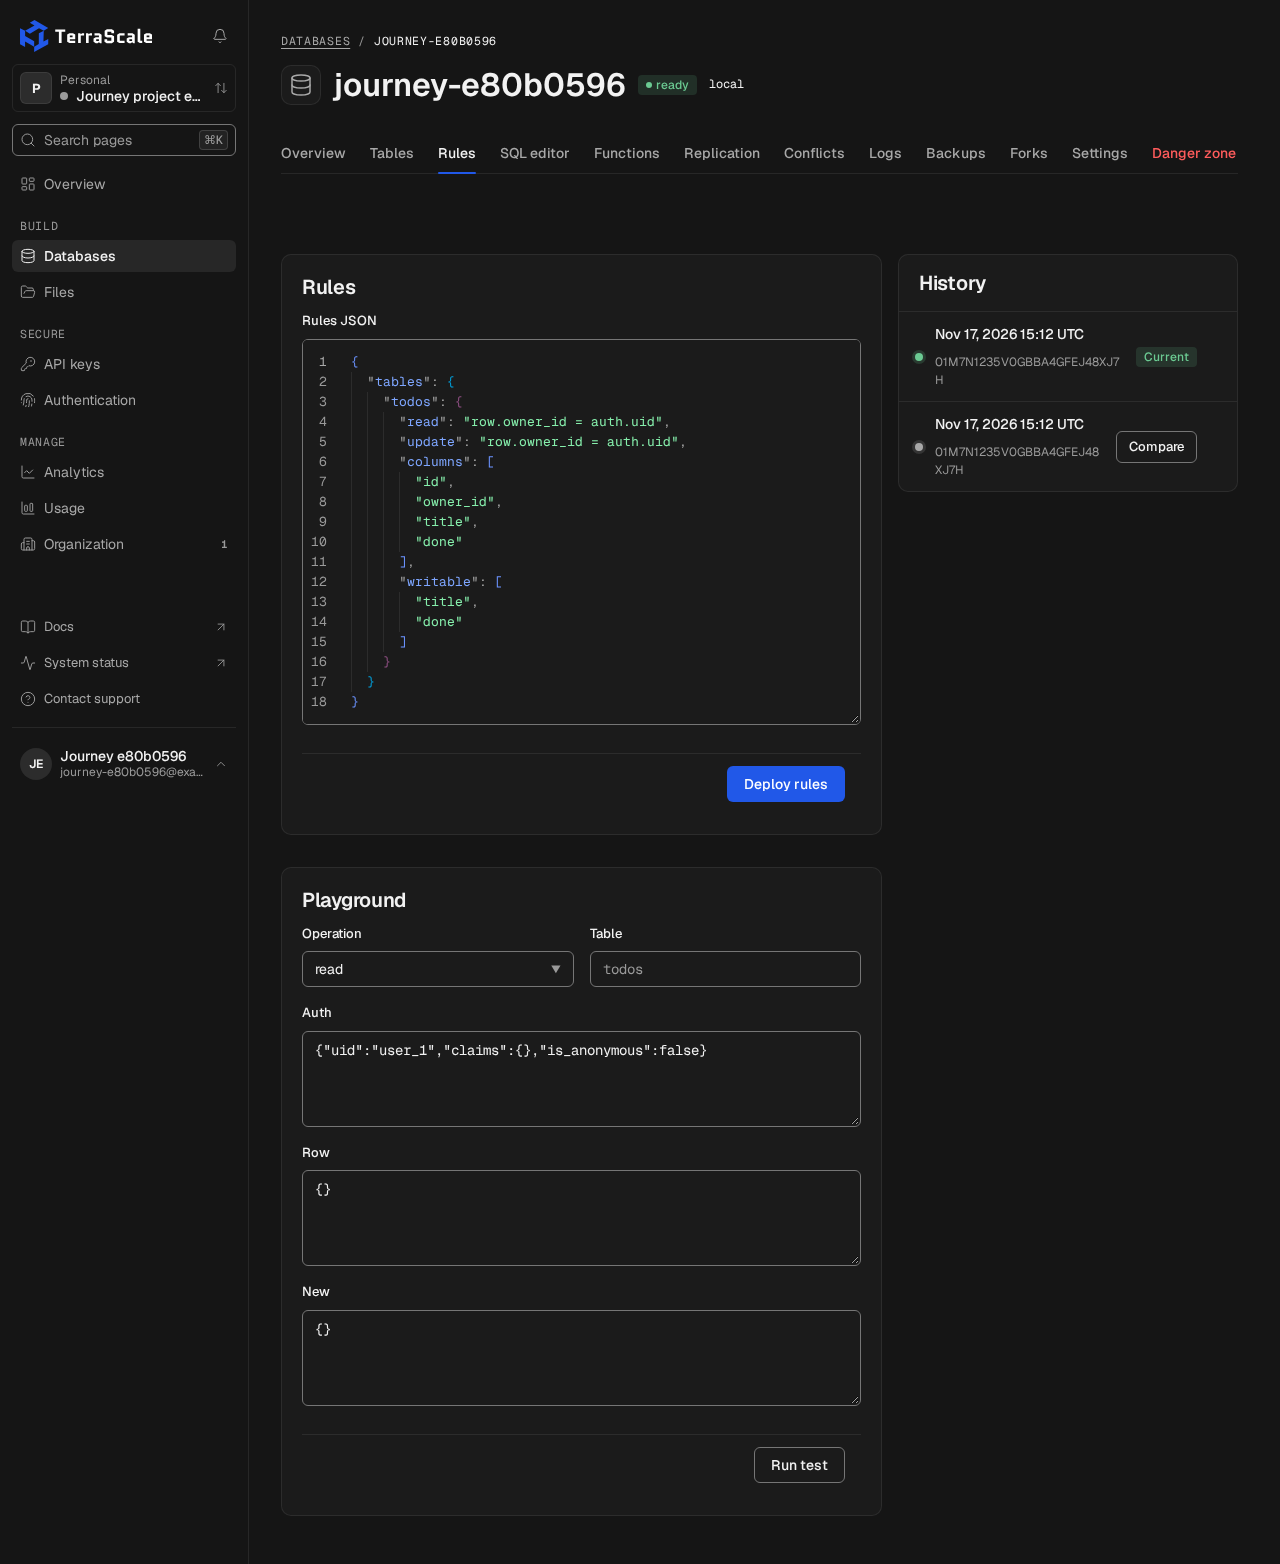 TerraScale
P
Personal
Journey project e...
Search pages
⌘K
Overview
BUILD
Databases
Files
SECURE
API keys
Authentication
MANAGE
Analytics
Usage
Organization 1
Docs
System status
Contact support
JE
Journey e80b0596
journey-e80b0596@exa...
DATABASES / JOURNEY-E80B0596
journey-e80b0596
ready
local
Overview Tables Rules SQL editor Functions Replication Conflicts Logs Backups Forks Settings Danger zone
Rules
Rules JSON
1 {
2 "tables": {
3 "todos": {
4 "read": "row.owner_id = auth.uid",
5 "update": "row.owner_id = auth.uid",
6 "columns": [
7 "id",
8 "owner_id",
9 "title",
10 "done"
11 ],
12 "writable": [
13 "title",
14 "done"
15 ]
16 }
17 }
18 }
Deploy rules
History
Nov 17, 2026 15:12 UTC
01M7N1235V0GBBA4GFEJ48XJ7
H
Current
Nov 17, 2026 15:12 UTC
01M7N1235V0GBBA4GFEJ48
XJ7H
Compare
Playground
Operation
read
Table
todos
Auth
{"uid":"user_1","claims":{},"is_anonymous":false}
Row
{}
New
{}
Run test